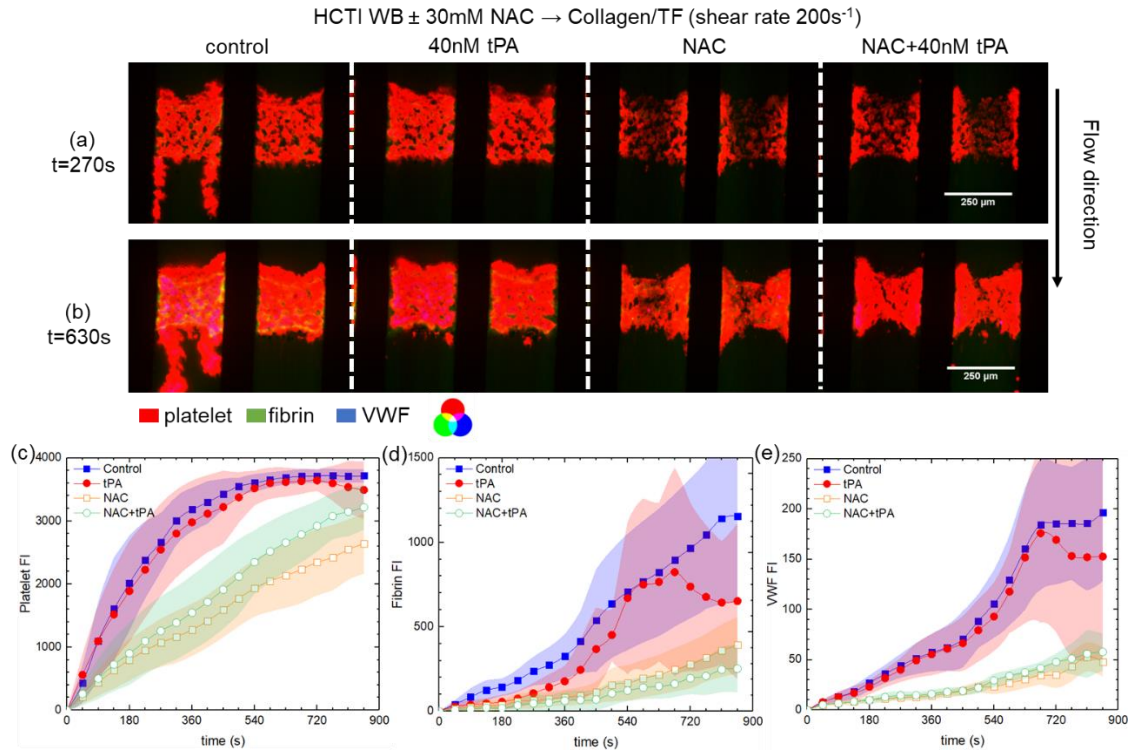 HCTI WB ± 30mM NAC → Collagen/TF (shear rate 200s⁻¹)
control
40nM tPA
NAC
NAC+40nM tPA
(a)
t=270s
250 µm
Flow direction
(b)
t=630s
250 µm
platelet
fibrin
VWF
(c)
4000
3000
2000
1000
0
Platelet FI
Control
tPA
NAC
NAC+tPA
0
180
360
540
720
900
time (s)
(d)
1500
1200
900
600
300
0
Fibrin FI
Control
tPA
NAC
NAC+tPA
0
180
360
540
720
900
time (s)
(e)
250
200
150
100
50
0
VWF FI
Control
tPA
NAC
NAC+tPA
0
180
360
540
720
900
time (s)